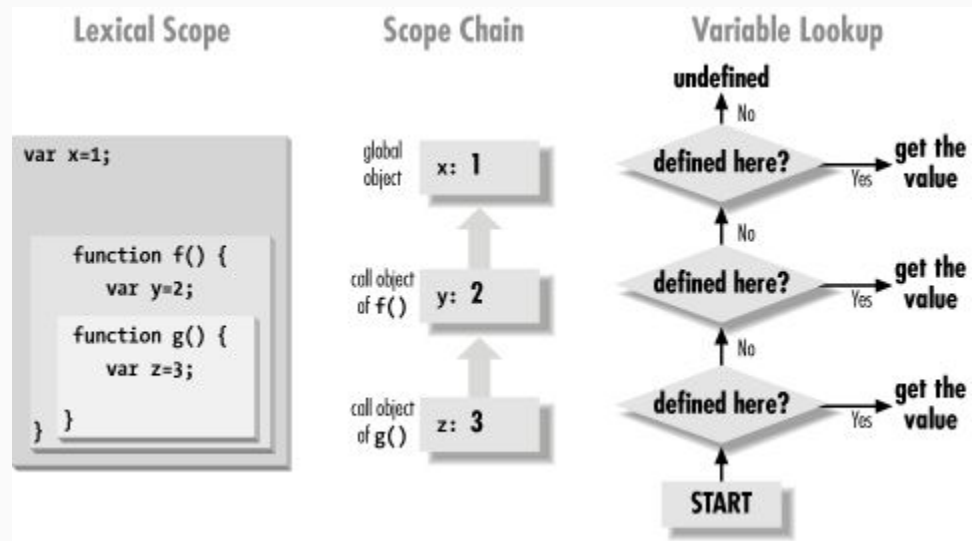 Lexical Scope
Scope Chain
Variable Lookup
var x=1;
function f() {
var y=2;
function g() {
var z=3;
}
}
global
object
x: 1
call object
of f()
y: 2
call object
of g()
z: 3
undefined
No
defined here?
Yes
get the
value
No
defined here?
Yes
get the
value
No
defined here?
Yes
get the
value
START